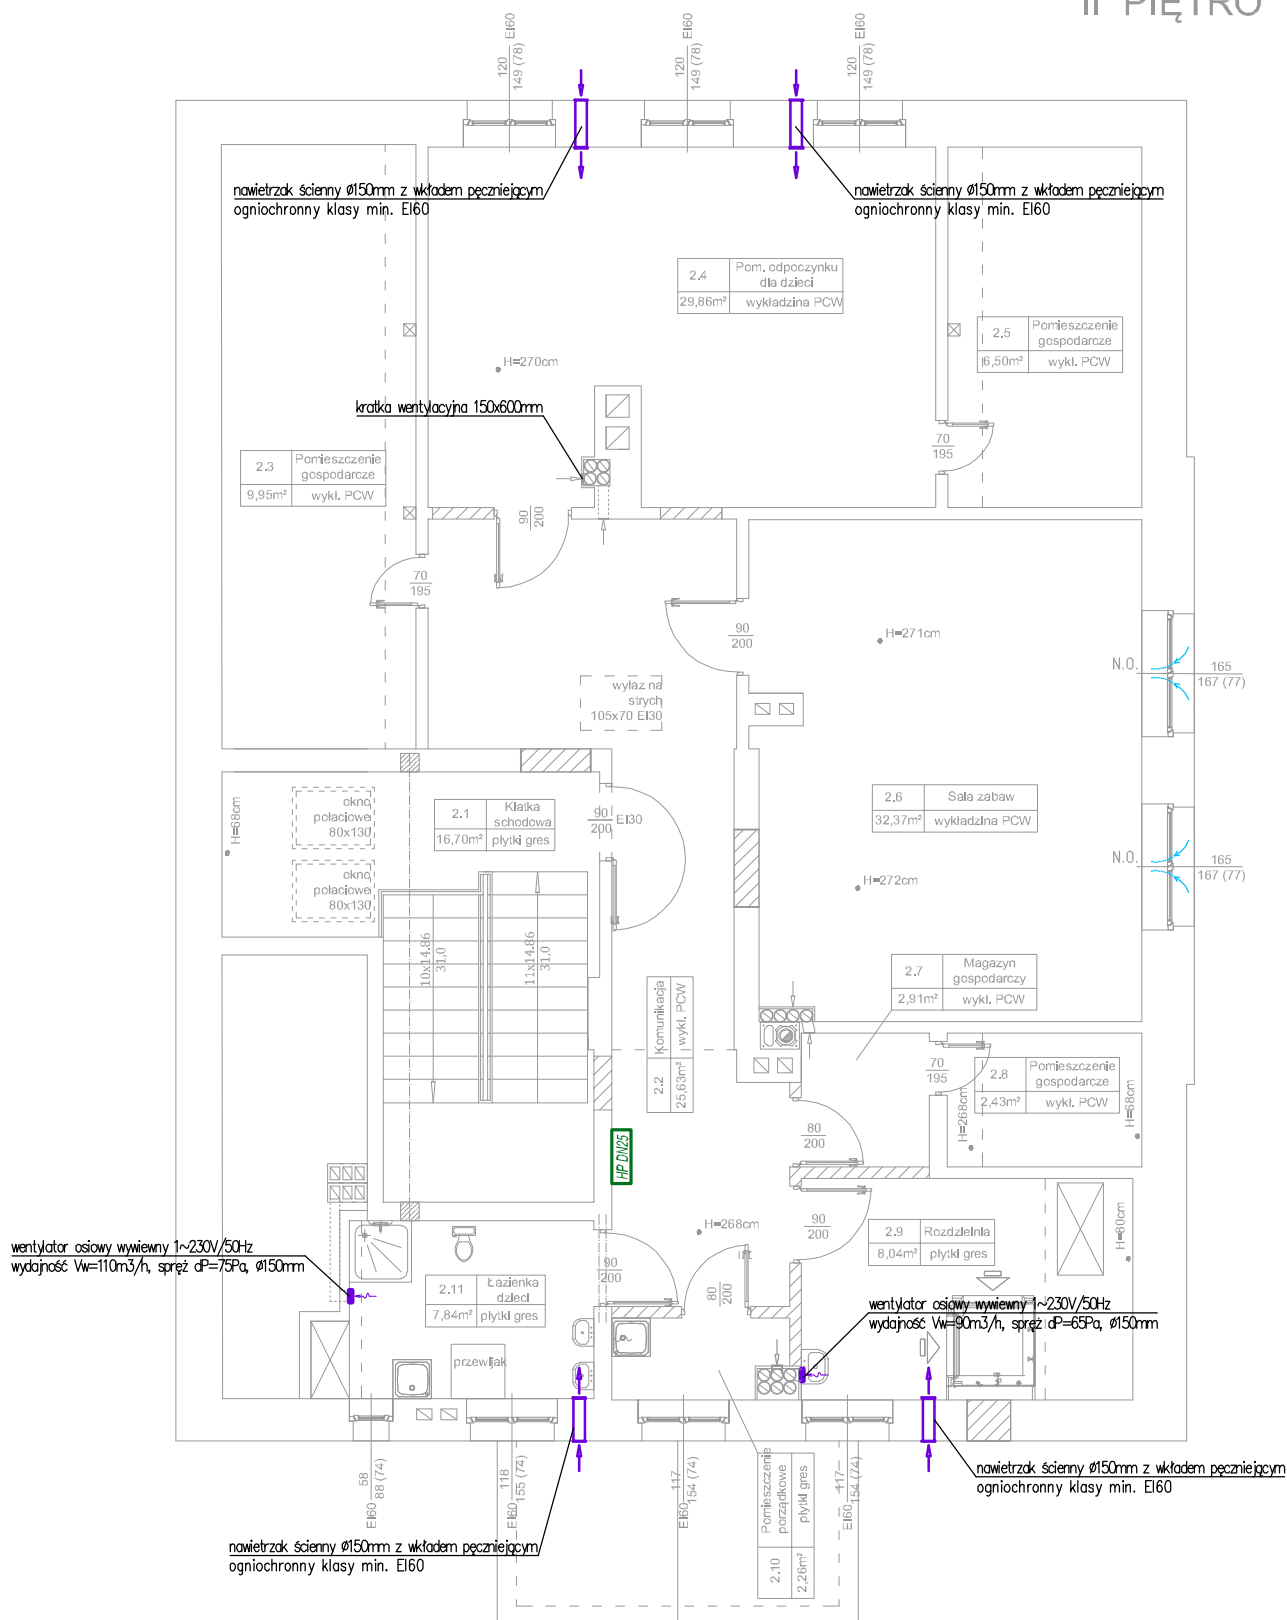 II PIĘTRO
120
149 (78)
EI60
120
149 (78)
EI60
120
149 (78)
EI60
nawietrzak ścienny Ø150mm z wkładem pęczniejącym
ogniochronny klasy min. EI60
nawietrzak ścienny Ø150mm z wkładem pęczniejącym
ogniochronny klasy min. EI60
2.4
Pom. odpoczynku
dla dzieci
29,86m²
wykładzina PCW
2.5
Pomieszczenie
gospodarcze
6,50m²
wykł. PCW
H=270cm
kratka wentylacyjna 150x600mm
70
195
2.3
Pomieszczenie
gospodarcze
9,95m²
wykł. PCW
90
200
70
195
90
200
H=271cm
N.O.
165
167 (77)
wyłaz na
strych
105x70 EI30
okno
połaciowe
80x130
H=68cm
2.1
Klatka
schodowa
16,70m²
płytki gres
90
200
EI30
2.6
Sala zabaw
32,37m²
wykładzina PCW
N.O.
165
167 (77)
okno
połaciowe
80x130
H=272cm
10x14.86
31,0
11x14.86
31,0
2.7
Magazyn
gospodarczy
2,91m²
wykł. PCW
2.2
Komunikacja
25,63m²
wykł. PCW
70
195
2.8
Pomieszczenie
gospodarcze
2,43m²
wykł. PCW
H=268cm
H=68cm
80
200
HP DN25
H=268cm
90
200
2.9
Rozdzielnia
8,04m²
płytki gres
H=80cm
wentylator osiowy wywiewny 1~230V/50Hz
wydajność Vw=110m3/h, spręż dP=75Pa, Ø150mm
90
200
2.11
Łazienka
dzieci
7,84m²
płytki gres
80
200
wentylator osiowy wywiewny 1~230V/50Hz
wydajność Vw=90m3/h, spręż dP=65Pa, Ø150mm
przewijak
58
88 (74)
EI60
118
155 (74)
EI60
117
154 (74)
EI60
117
154 (74)
EI60
2.10
Pomieszczenie
porządkowe
2,26m²
płytki gres
nawietrzak ścienny Ø150mm z wkładem pęczniejącym
ogniochronny klasy min. EI60
nawietrzak ścienny Ø150mm z wkładem pęczniejącym
ogniochronny klasy min. EI60